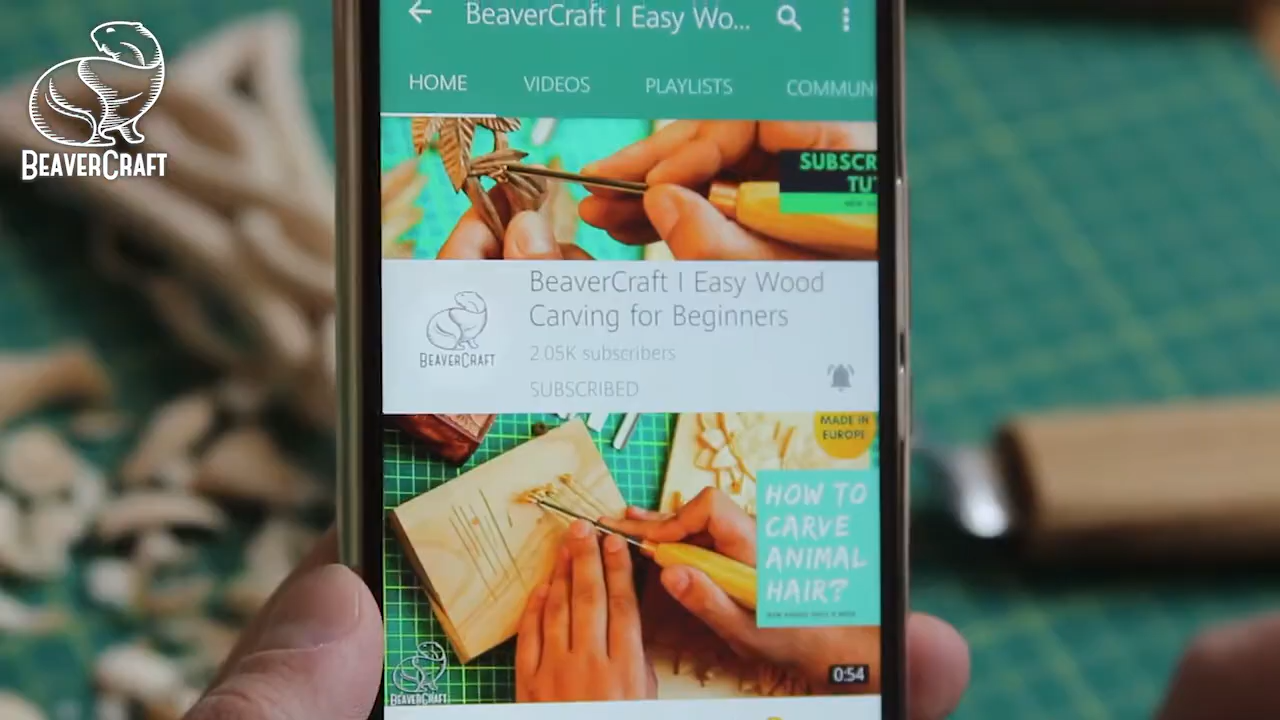 BEAVERCRAFT
BeaverCraft I Easy Wo...
HOME VIDEOS PLAYLISTS COMMUN
SUBSCR
TU
BeaverCraft I Easy Wood
Carving for Beginners
BEAVERCRAFT
2.05K subscribers
SUBSCRIBED
MADE IN
EUROPE
HOW TO
CARVE
ANIMAL
HAIR?
BEAVERCRAFT
0:54